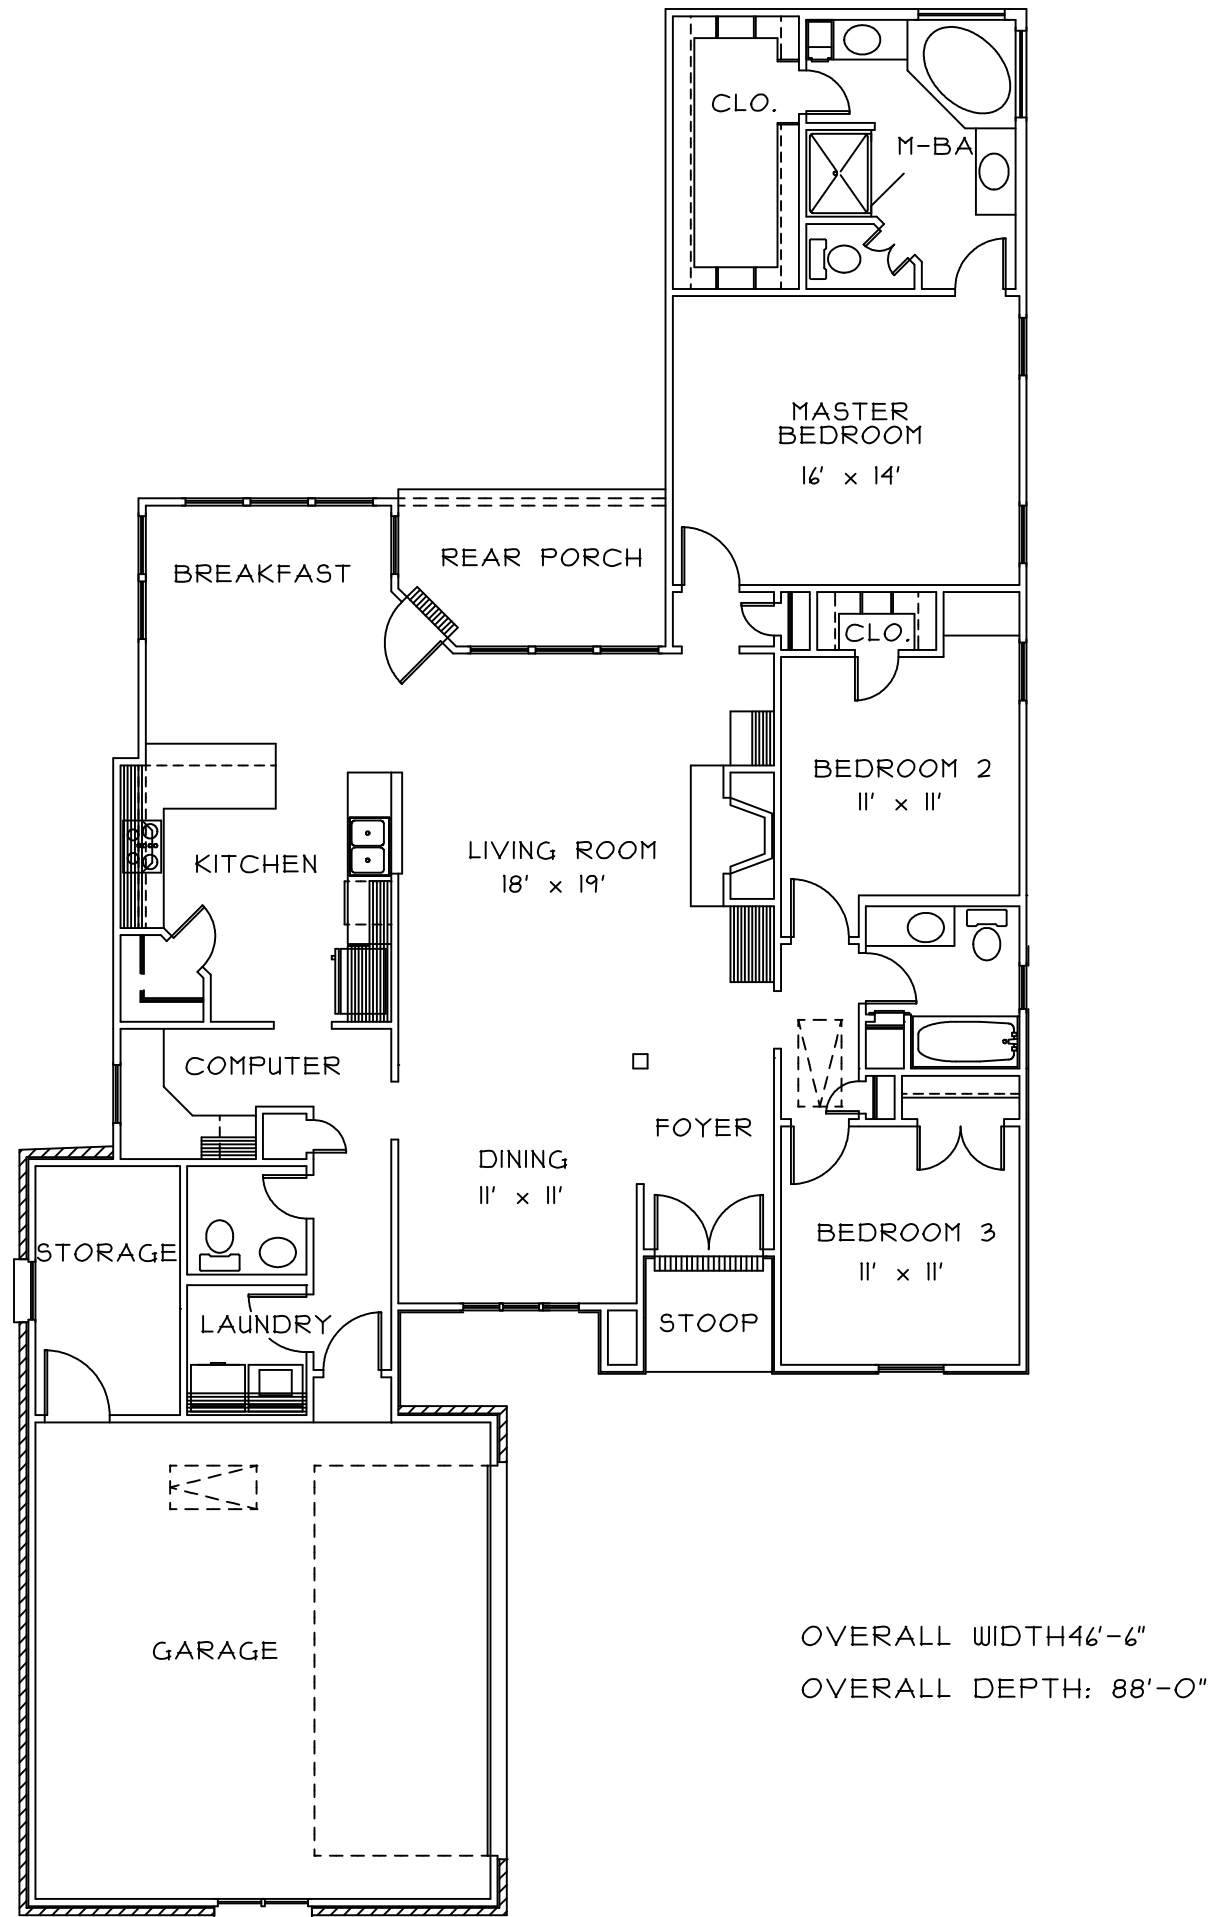 CLO.
M-BA
MASTER
BEDROOM
16' x 14'
REAR PORCH
BREAKFAST
CLO.
BEDROOM 2
11' x 11'
LIVING ROOM
18' x 19'
KITCHEN
COMPUTER
FOYER
DINING
11' x 11'
BEDROOM 3
11' x 11'
STORAGE
LAUNDRY
STOOP
GARAGE
OVERALL WIDTH46'-6"
OVERALL DEPTH: 88'-0"